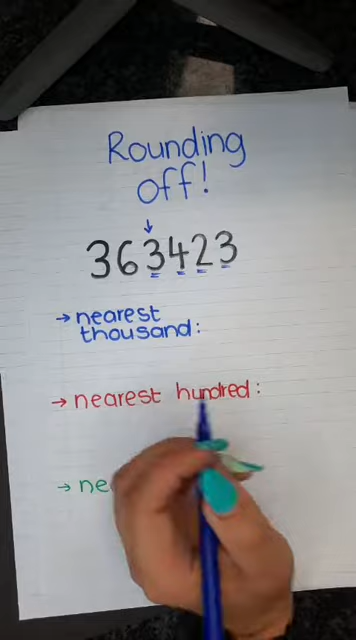 Rounding
off!
363423
→ nearest
thousand:
→ nearest hundred:
→ ne